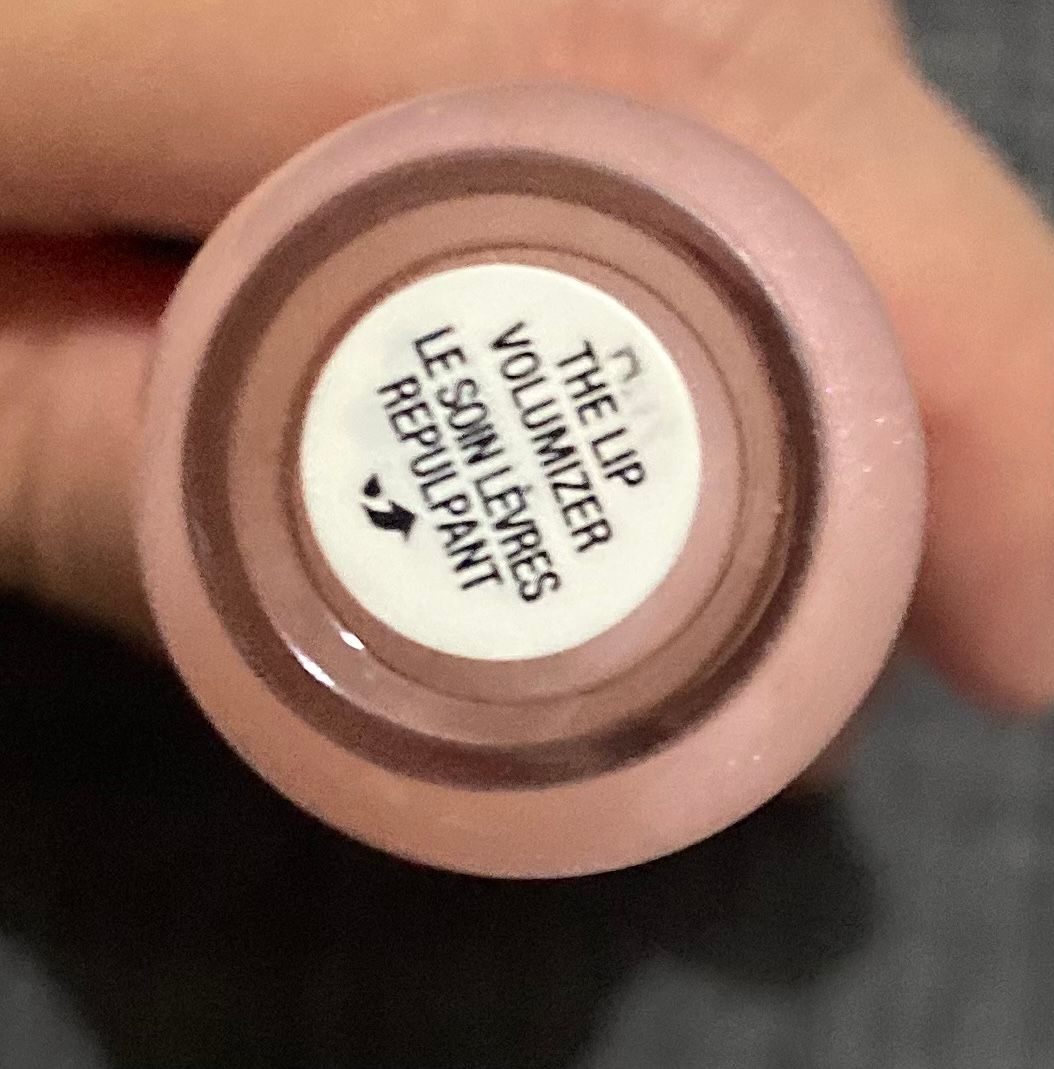 THE LIP
VOLUMIZER
LE SOIN LÈVRES
REPULPANT